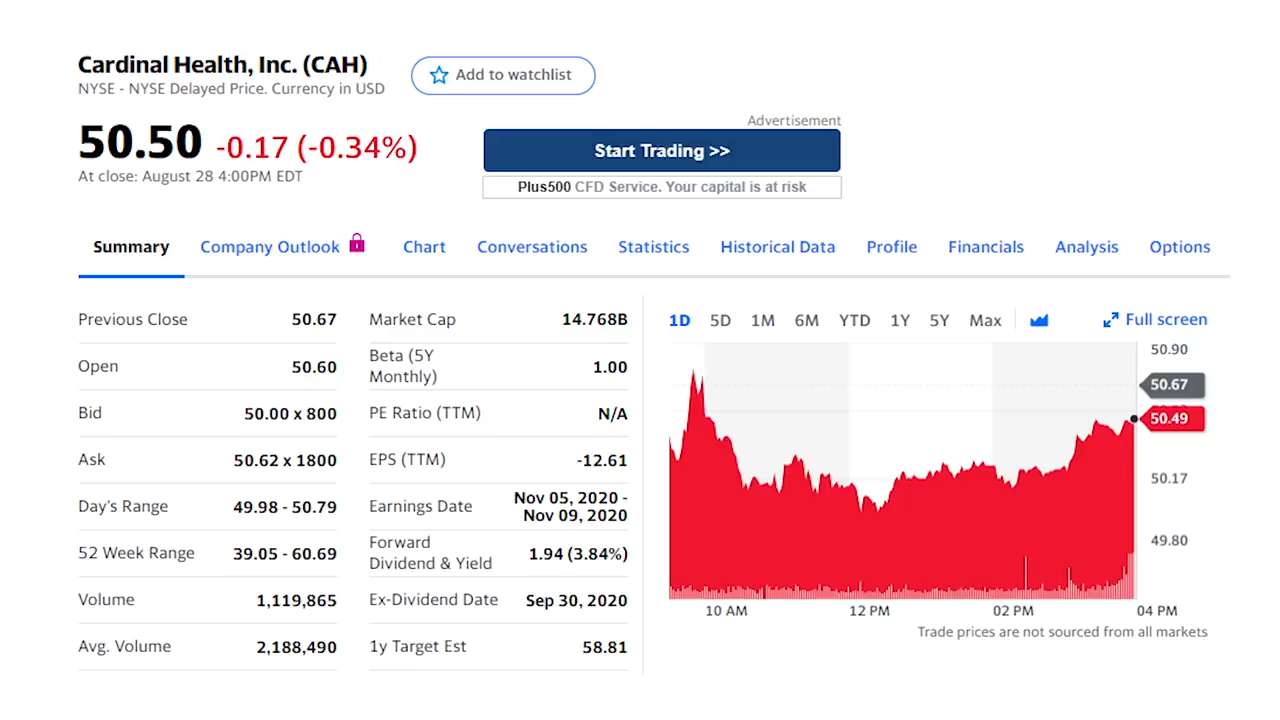 Cardinal Health, Inc. (CAH)
Add to watchlist
NYSE - NYSE Delayed Price. Currency in USD
50.50 -0.17 (-0.34%)
At close: August 28 4:00PM EDT
Advertisement
Start Trading >>
Plus500 CFD Service. Your capital is at risk
Summary Company Outlook Chart Conversations Statistics Historical Data Profile Financials Analysis Options
Previous Close 50.67
Open 50.60
Bid 50.00 x 800
Ask 50.62 x 1800
Day's Range 49.98 - 50.79
52 Week Range 39.05 - 60.69
Volume 1,119,865
Avg. Volume 2,188,490
Market Cap 14.768B
Beta (5Y
Monthly) 1.00
PE Ratio (TTM) N/A
EPS (TTM) -12.61
Earnings Date Nov 05, 2020 -
Nov 09, 2020
Forward
Dividend & Yield 1.94 (3.84%)
Ex-Dividend Date Sep 30, 2020
1y Target Est 58.81
1D 5D 1M 6M YTD 1Y 5Y Max Full screen
50.90
50.67
50.49
50.17
49.80
10 AM 12 PM 02 PM 04 PM
Trade prices are not sourced from all markets